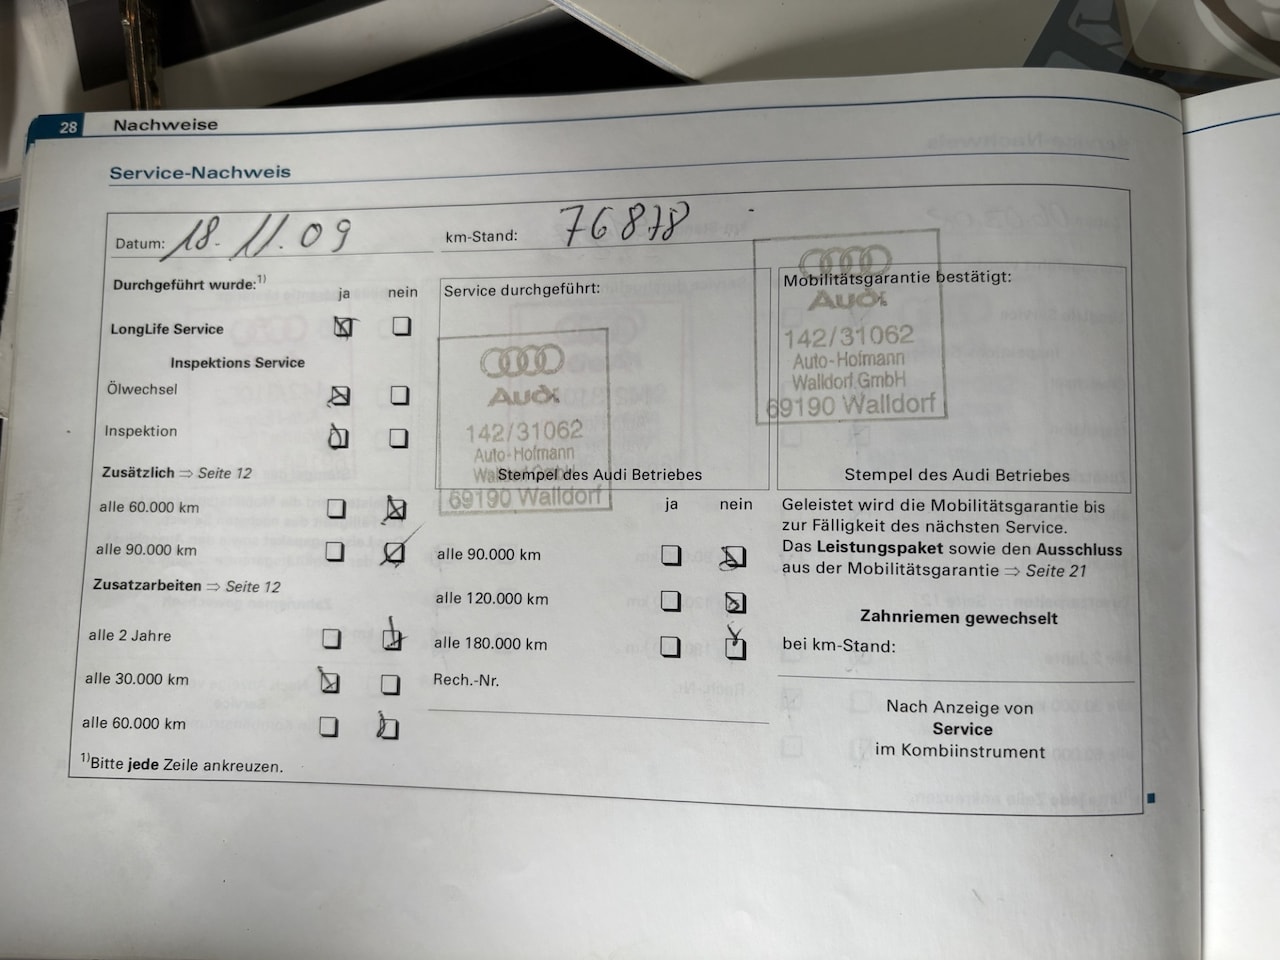 28 Nachweise
Service-Nachweis
Datum: 18.11.09 km-Stand: 76878
Durchgeführt wurde:1)
ja nein
LongLife Service
Inspektions Service
Ölwechsel
Inspektion
Zusätzlich ⇒ Seite 12
alle 60.000 km
alle 90.000 km
Zusatzarbeiten ⇒ Seite 12
alle 2 Jahre
alle 30.000 km
alle 60.000 km
1)Bitte jede Zeile ankreuzen.
Service durchgeführt:
Audi
142/31062
Auto-Hofmann
Walldorf GmbH
69190 Walldorf
Stempel des Audi Betriebes
ja nein
alle 90.000 km
alle 120.000 km
alle 180.000 km
Rech.-Nr.
Mobilitätsgarantie bestätigt:
Audi
142/31062
Auto-Hofmann
Walldorf GmbH
69190 Walldorf
Stempel des Audi Betriebes
Geleistet wird die Mobilitätsgarantie bis
zur Fälligkeit des nächsten Service.
Das Leistungspaket sowie den Ausschluss
aus der Mobilitätsgarantie ⇒ Seite 21
Zahnriemen gewechselt
bei km-Stand:
Nach Anzeige von
Service
im Kombiinstrument